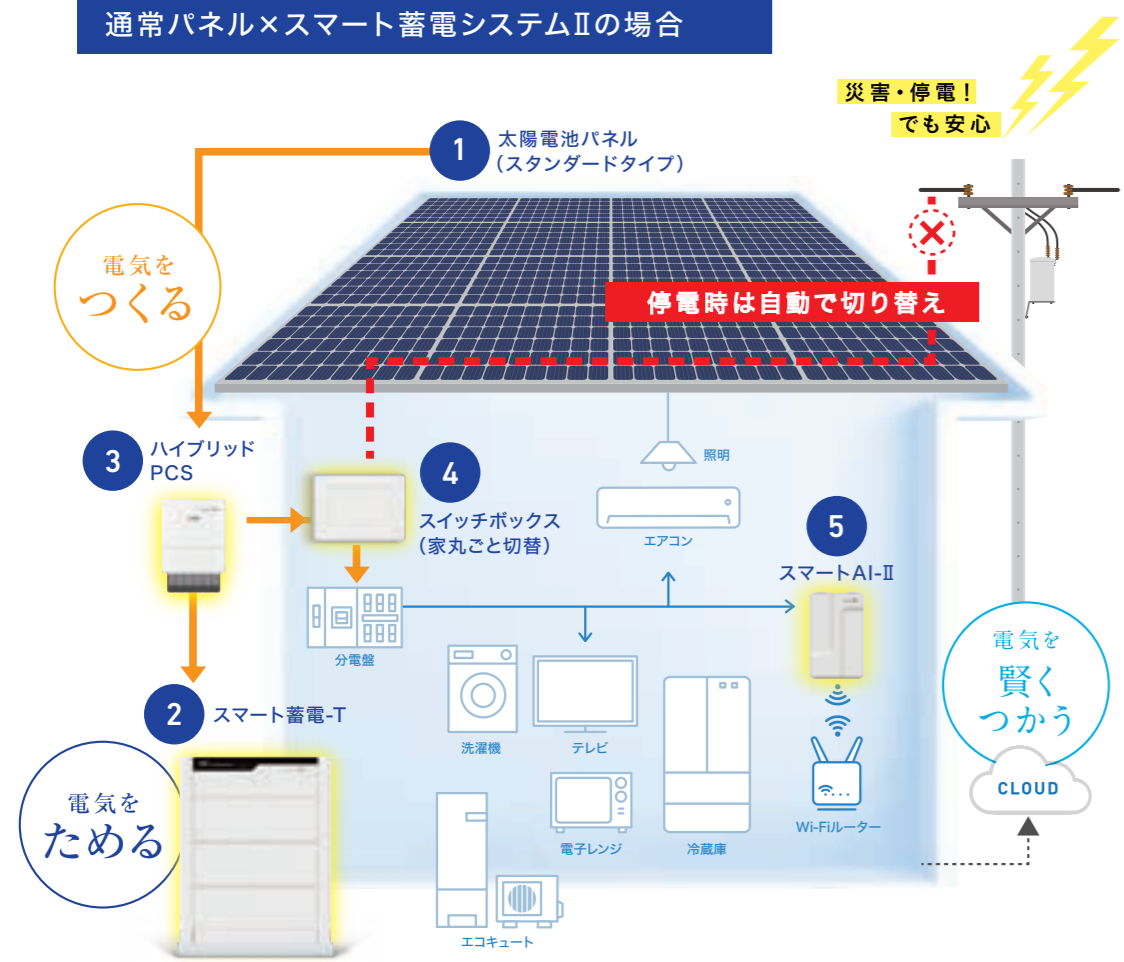 通常パネル×スマート蓄電システムⅡの場合
災害・停電！
でも安心
1
太陽電池パネル
（スタンダードタイプ）
電気を
つくる
停電時は自動で切り替え
3
ハイブリッド
PCS
4
スイッチボックス
（家丸ごと切替）
照明
エアコン
5
スマートAI-Ⅱ
分電盤
2
スマート蓄電-T
洗濯機
テレビ
電気を
賢く
つかう
CLOUD
電気を
ためる
電子レンジ
冷蔵庫
Wi-Fiルーター
エコキュート